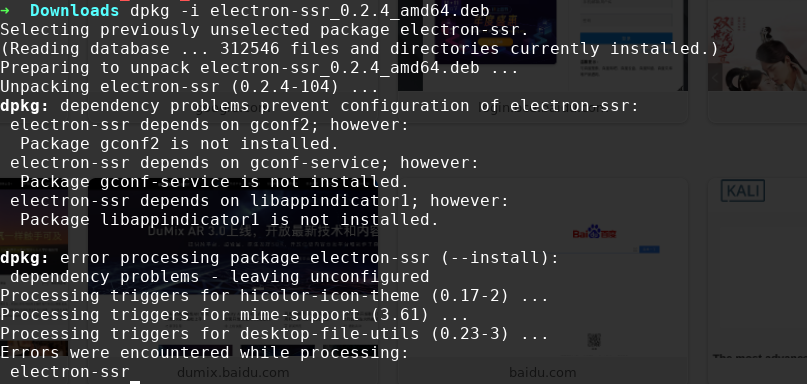 ➜ Downloads dpkg -i electron-ssr_0.2.4_amd64.deb
Selecting previously unselected package electron-ssr.
(Reading database ... 312546 files and directories currently installed.)
Preparing to unpack electron-ssr_0.2.4_amd64.deb ...
Unpacking electron-ssr (0.2.4-104) ...
dpkg: dependency problems prevent configuration of electron-ssr:
 electron-ssr depends on gconf2; however:
  Package gconf2 is not installed.
 electron-ssr depends on gconf-service; however:
  Package gconf-service is not installed.
 electron-ssr depends on libappindicator1; however:
  Package libappindicator1 is not installed.
KALI
DuMix AR 3.0上线，开放最新技术和内容
Bai du 百度
dpkg: error processing package electron-ssr (--install):
 dependency problems - leaving unconfigured
Processing triggers for hicolor-icon-theme (0.17-2) ...
Processing triggers for mime-support (3.61) ...
Processing triggers for desktop-file-utils (0.23-3) ...
Errors were encountered while processing:
 electron-ssr
dumix.baidu.com
baidu.com